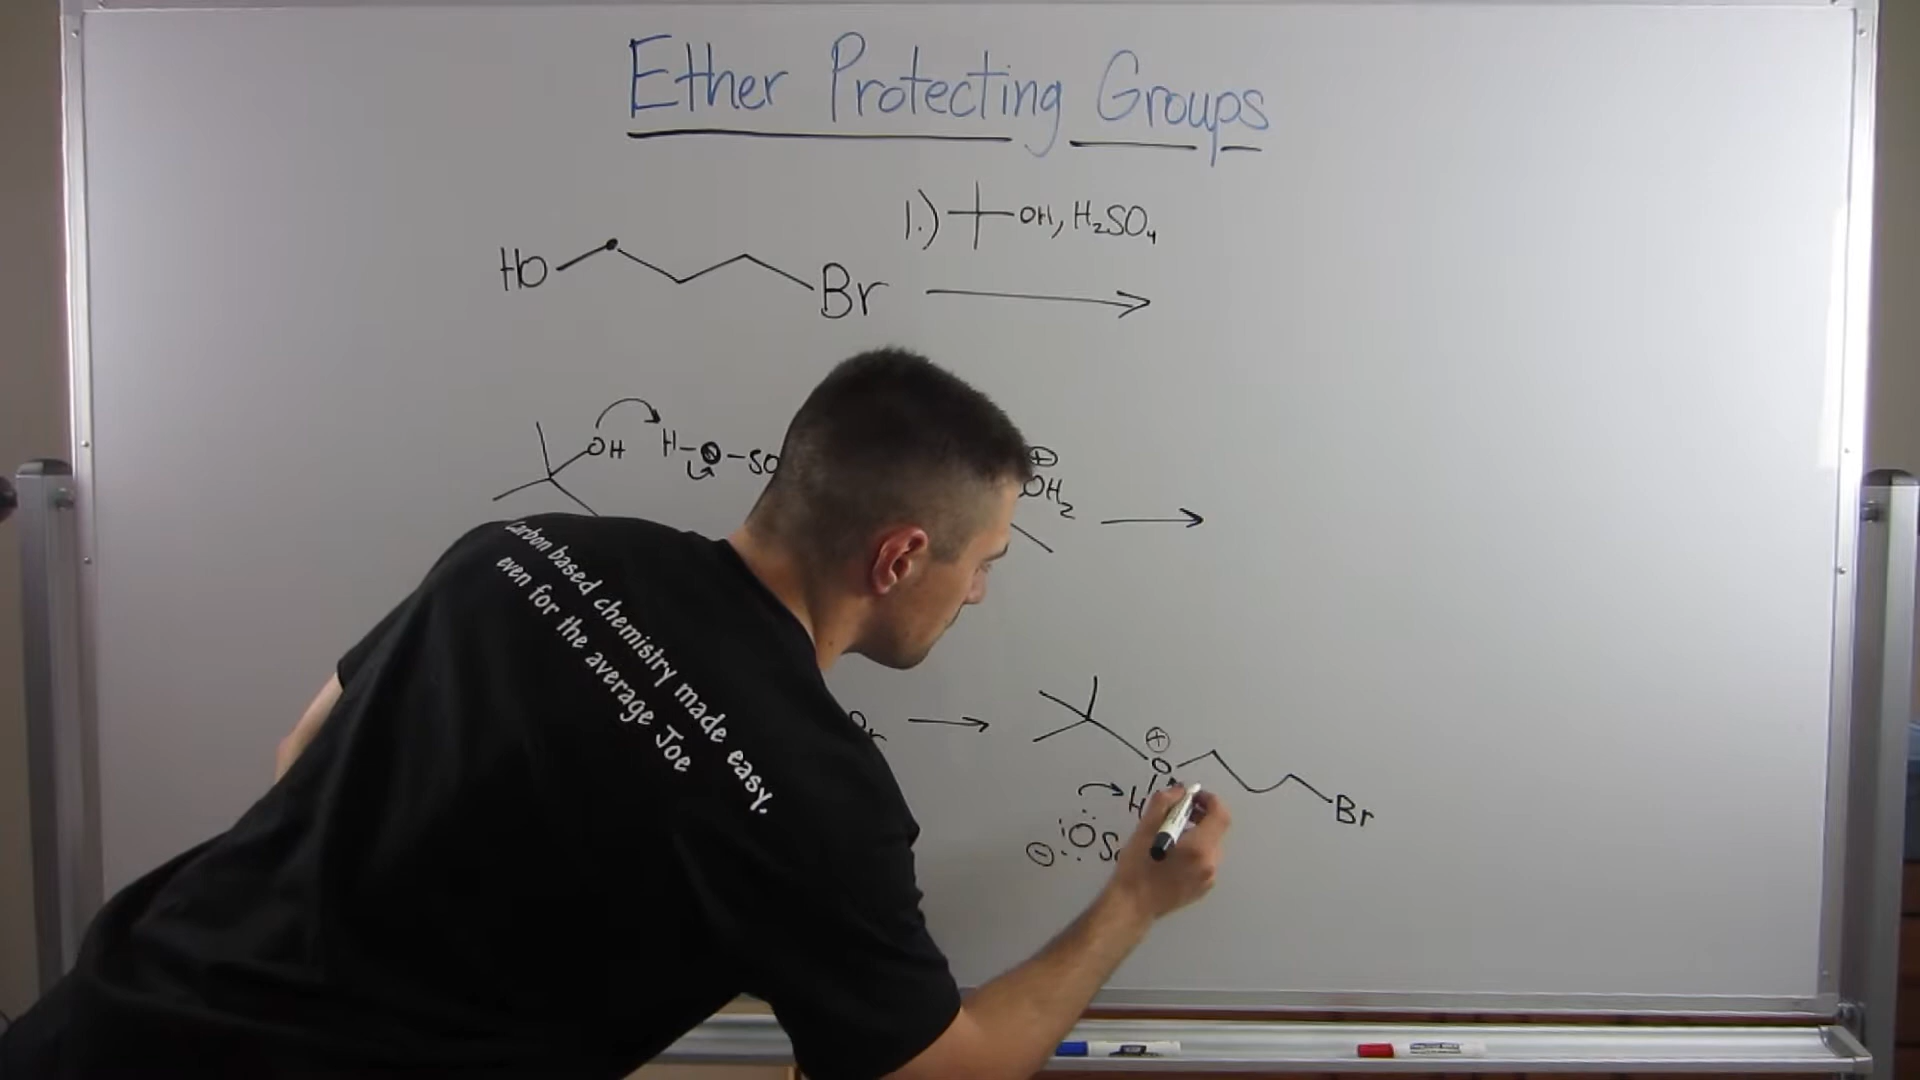 Ether Protecting Groups
1.) OH, H₂SO₄
HO Br
OH H-O-SO
⊕
OH₂
Carbon based chemistry made easy.
even for the average Joe
⊕
O
H Br
⊖ :O